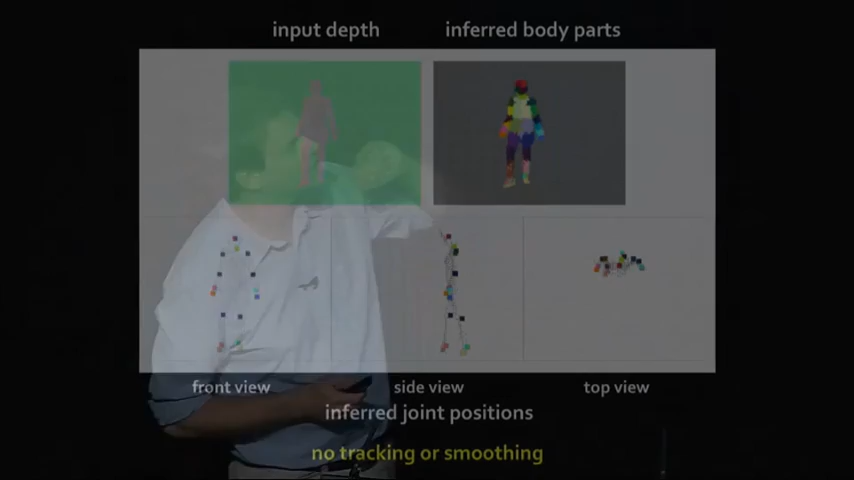 input depth inferred body parts
front view side view top view
inferred joint positions
no tracking or smoothing